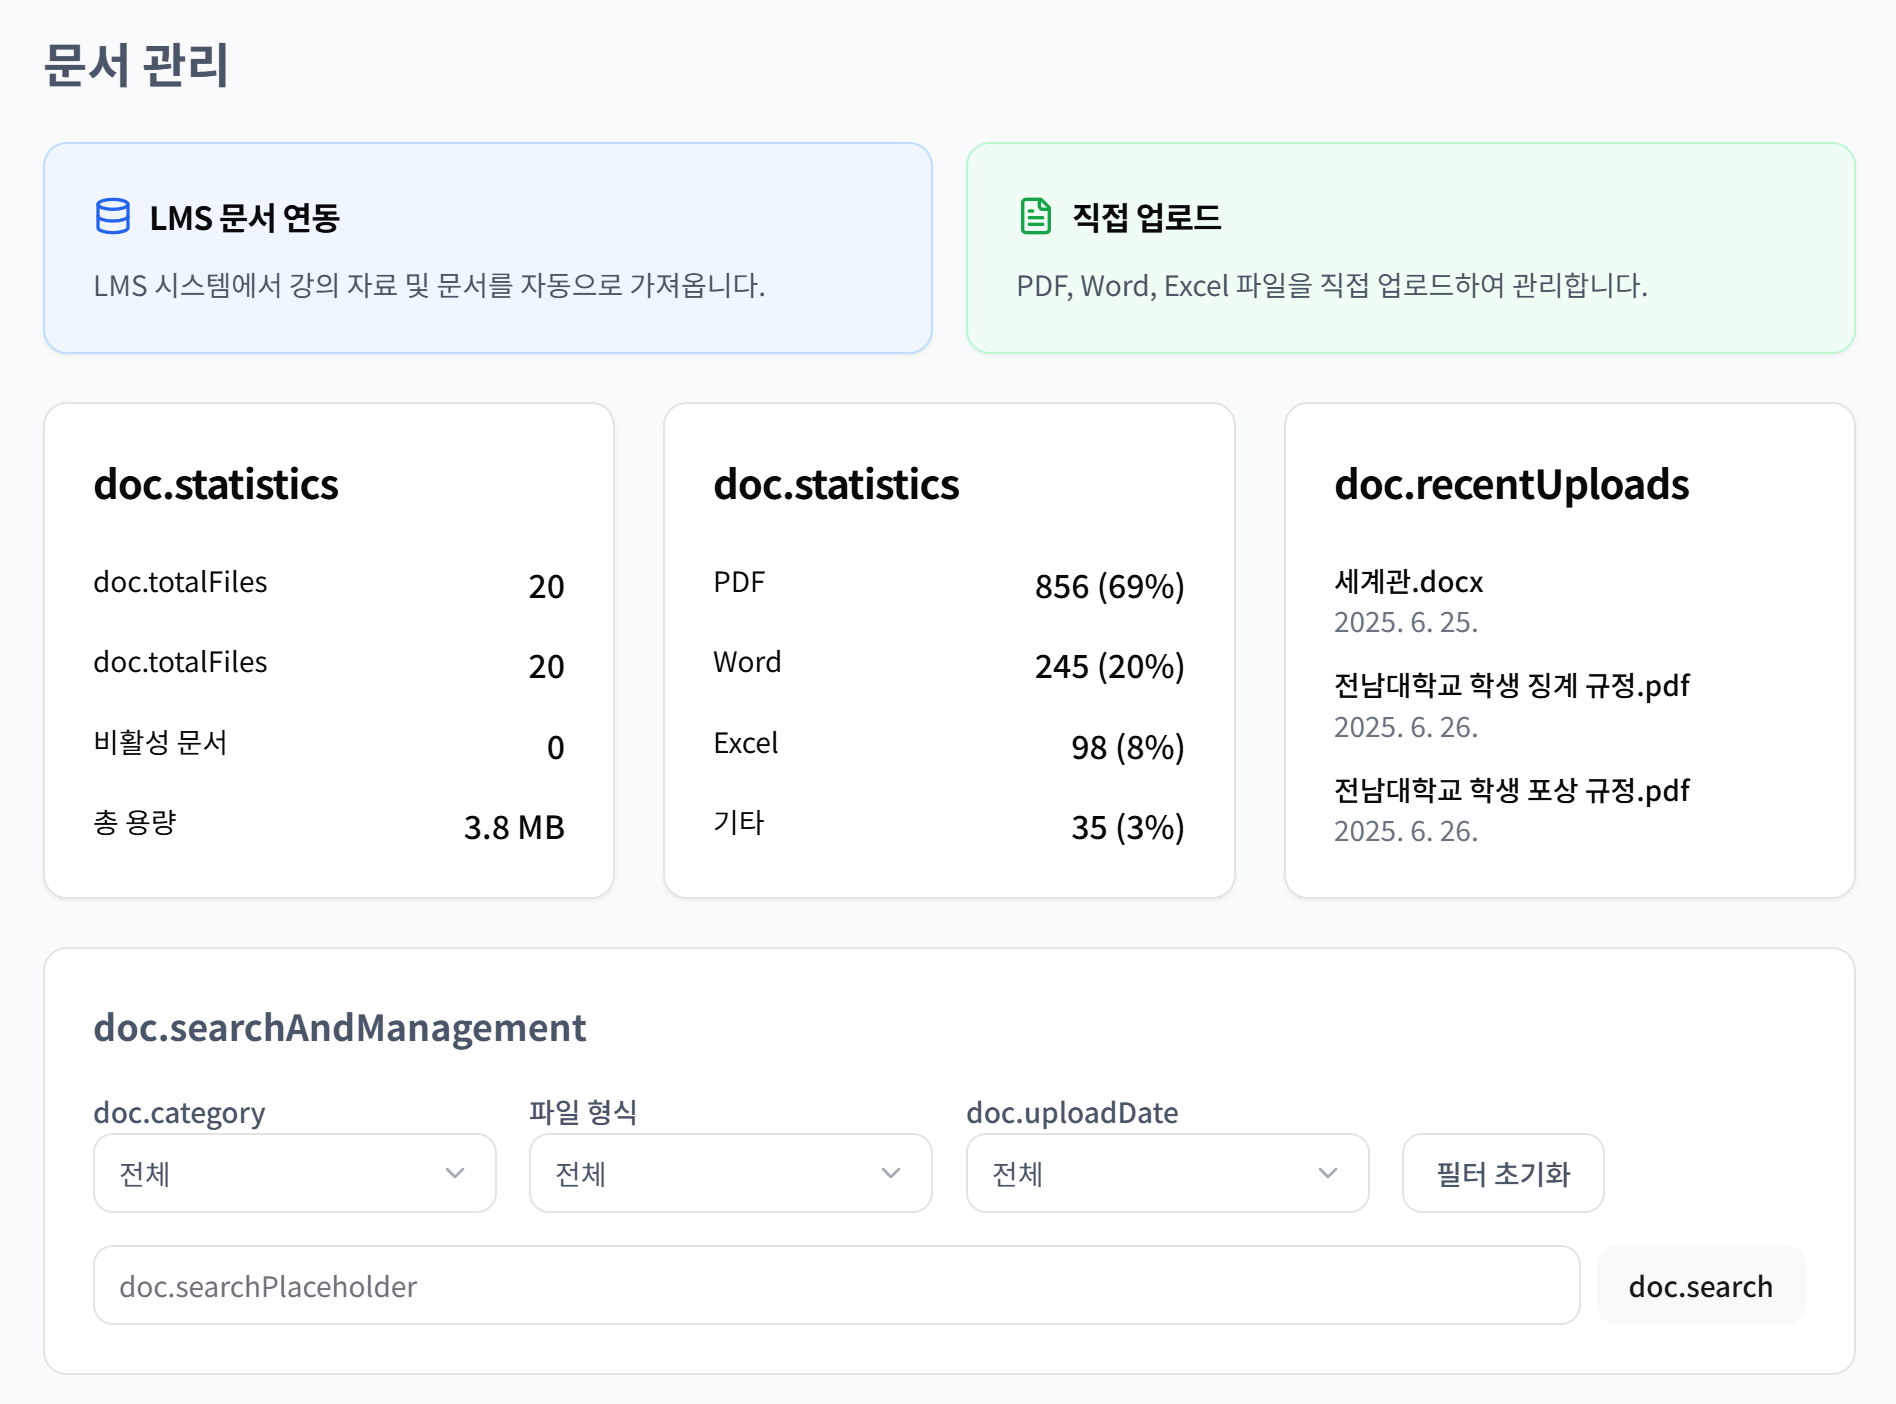 문서 관리
LMS 문서 연동
LMS 시스템에서 강의 자료 및 문서를 자동으로 가져옵니다.
직접 업로드
PDF, Word, Excel 파일을 직접 업로드하여 관리합니다.
doc.statistics
doc.totalFiles 20
doc.totalFiles 20
비활성 문서 0
총 용량 3.8 MB
doc.statistics
PDF 856 (69%)
Word 245 (20%)
Excel 98 (8%)
기타 35 (3%)
doc.recentUploads
세계관.docx
2025. 6. 25.
전남대학교 학생 징계 규정.pdf
2025. 6. 26.
전남대학교 학생 포상 규정.pdf
2025. 6. 26.
doc.searchAndManagement
doc.category 파일 형식 doc.uploadDate
전체 전체 전체 필터 초기화
doc.searchPlaceholder doc.search